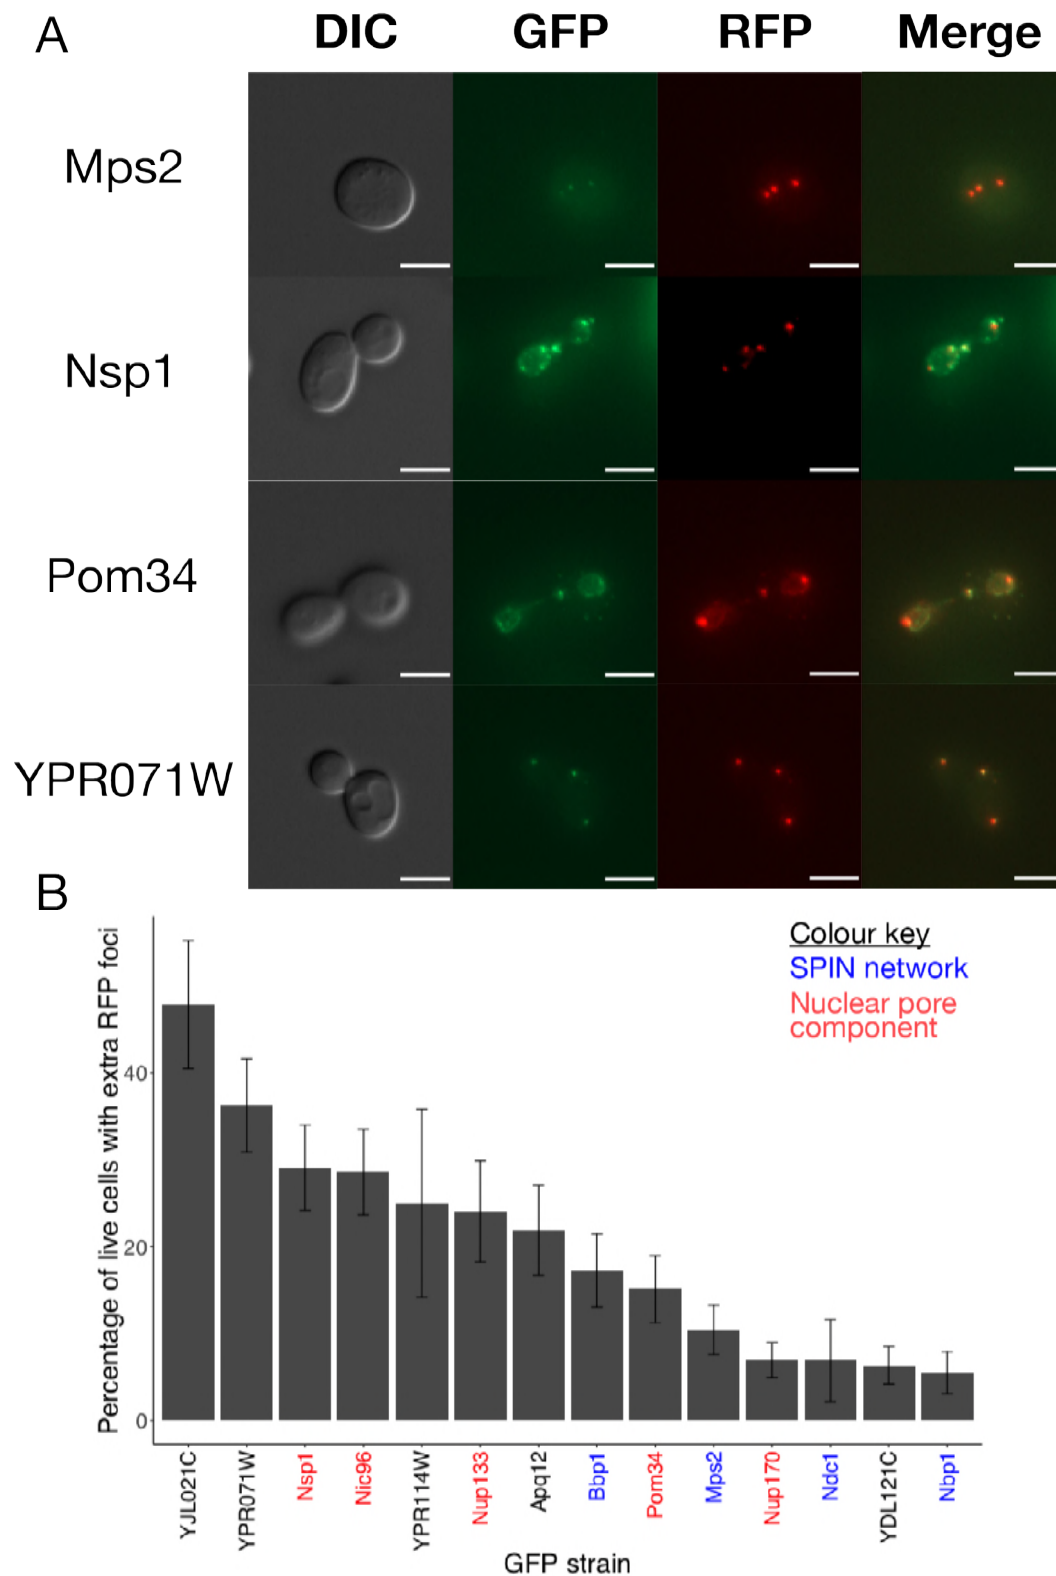 A
DIC GFP RFP Merge
Mps2
Nsp1
Pom34
YPR071W
B
Colour key
SPIN network
Nuclear pore
component
Percentage of live cells with extra RFP foci
40
20
0
YJL021C YPR071W Nsp1 Nic96 YPR114W Nup133 Apq12 Bbp1 Pom34 Mps2 Nup170 Ndc1 YDL121C Nbp1
GFP strain